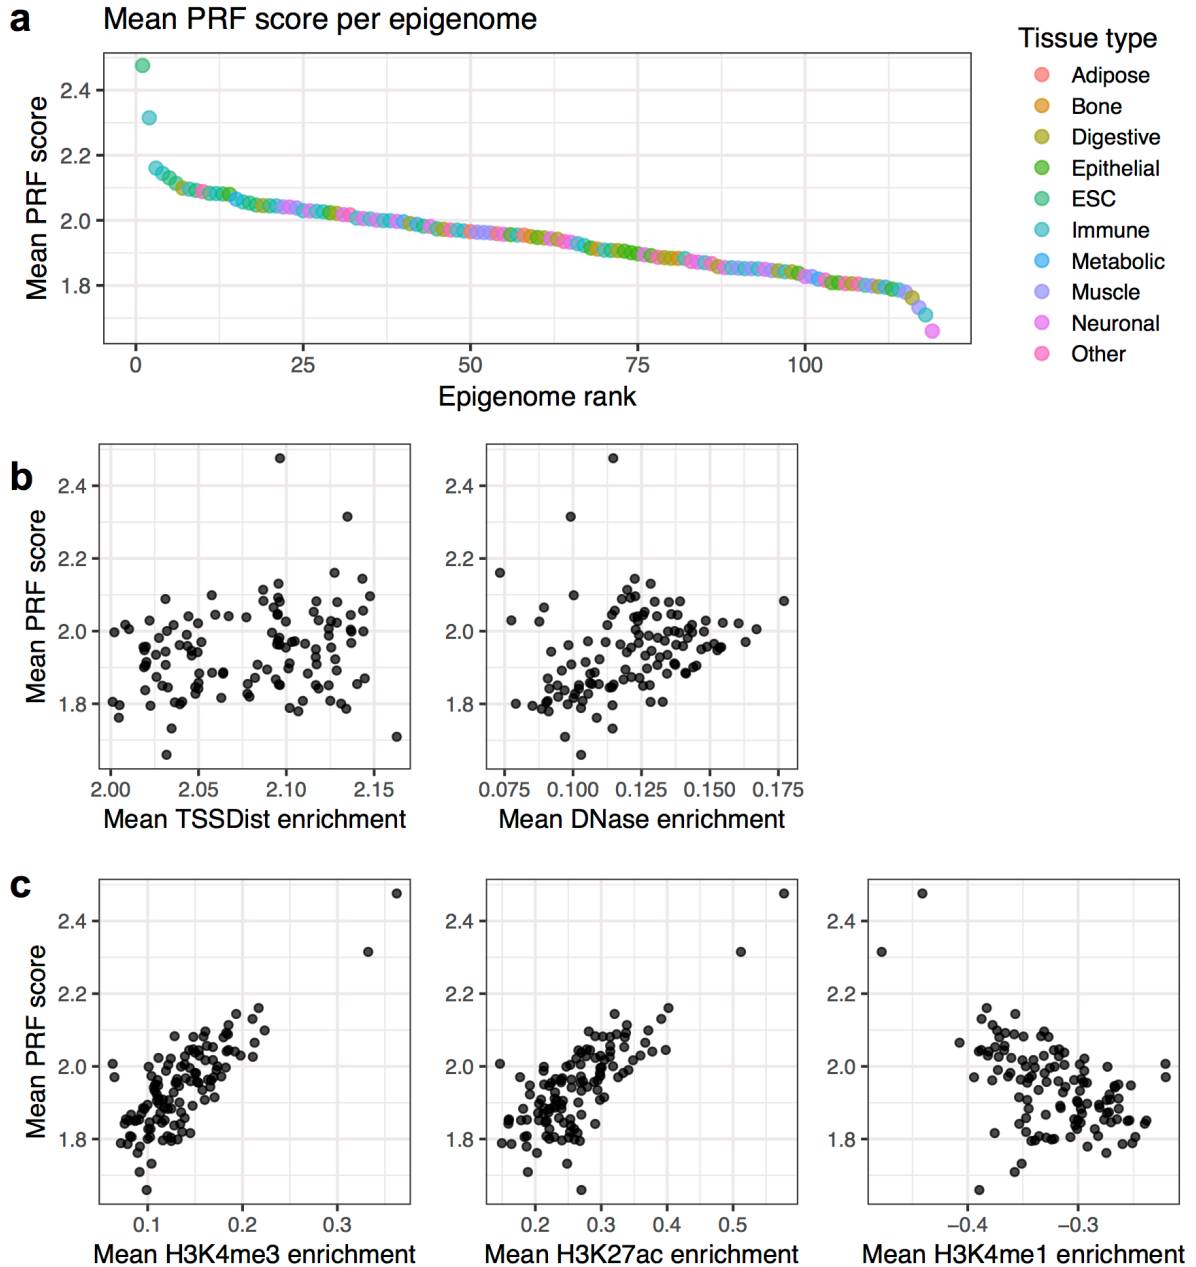 a
Mean PRF score per epigenome
Mean PRF score
2.4
2.2
2.0
1.8
0 25 50 75 100
Epigenome rank
Tissue type
Adipose
Bone
Digestive
Epithelial
ESC
Immune
Metabolic
Muscle
Neuronal
Other
b
Mean PRF score
2.4
2.2
2.0
1.8
2.00 2.05 2.10 2.15
Mean TSSDist enrichment
2.4
2.2
2.0
1.8
0.075 0.100 0.125 0.150 0.175
Mean DNase enrichment
c
Mean PRF score
2.4
2.2
2.0
1.8
0.1 0.2 0.3
Mean H3K4me3 enrichment
2.4
2.2
2.0
1.8
0.2 0.3 0.4 0.5
Mean H3K27ac enrichment
2.4
2.2
2.0
1.8
−0.4 −0.3
Mean H3K4me1 enrichment